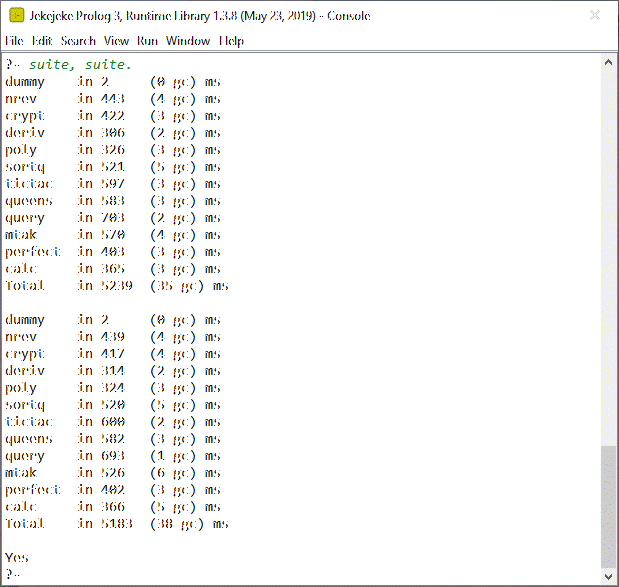 Jekejeke Prolog 3, Runtime Library 1.3.8 (May 23, 2019) - Console
File Edit Search View Run Window Help
?- suite, suite.
dummy in 2 (0 gc) ms
nrev in 443 (4 gc) ms
crypt in 422 (3 gc) ms
deriv in 306 (2 gc) ms
poly in 326 (3 gc) ms
sortq in 521 (5 gc) ms
tictac in 597 (3 gc) ms
queens in 583 (3 gc) ms
query in 703 (2 gc) ms
mtak in 570 (4 gc) ms
perfect in 403 (3 gc) ms
calc in 365 (3 gc) ms
Total in 5239 (35 gc) ms
dummy in 2 (0 gc) ms
nrev in 439 (4 gc) ms
crypt in 417 (4 gc) ms
deriv in 314 (2 gc) ms
poly in 324 (3 gc) ms
sortq in 520 (5 gc) ms
tictac in 600 (2 gc) ms
queens in 582 (3 gc) ms
query in 693 (1 gc) ms
mtak in 526 (6 gc) ms
perfect in 402 (3 gc) ms
calc in 366 (5 gc) ms
Total in 5183 (38 gc) ms
Yes
?-